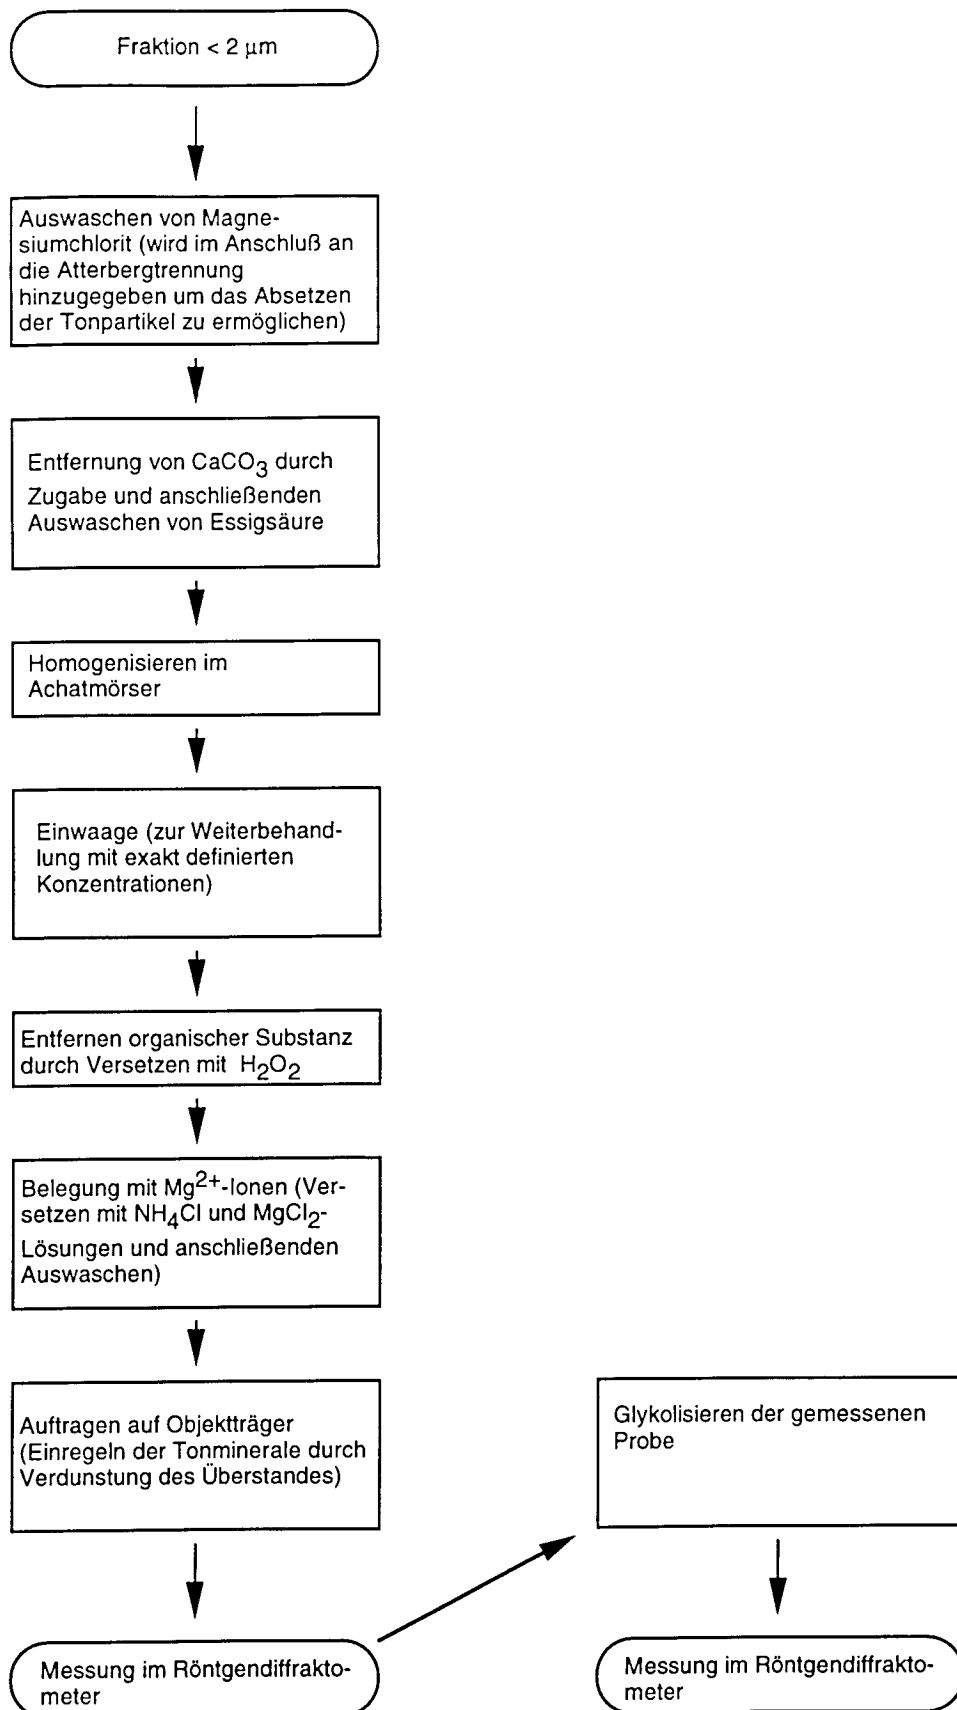 Fraktion < 2 µm
Auswaschen von Magne-
siumchlorit (wird im Anschluß an
die Atterbergtrennung
hinzugegeben um das Absetzen
der Tonpartikel zu ermöglichen)
Entfernung von CaCO₃ durch
Zugabe und anschließenden
Auswaschen von Essigsäure
Homogenisieren im
Achatmörser
Einwaage (zur Weiterbehand-
lung mit exakt definierten
Konzentrationen)
Entfernen organischer Substanz
durch Versetzen mit H₂O₂
Belegung mit Mg²⁺-Ionen (Ver-
setzen mit NH₄Cl und MgCl₂-
Lösungen und anschließenden
Auswaschen)
Auftragen auf Objektträger
(Einregeln der Tonminerale durch
Verdunstung des Überstandes)
Messung im Röntgendiffrakto-
meter
Glykolisieren der gemessenen
Probe
Messung im Röntgendiffrakto-
meter